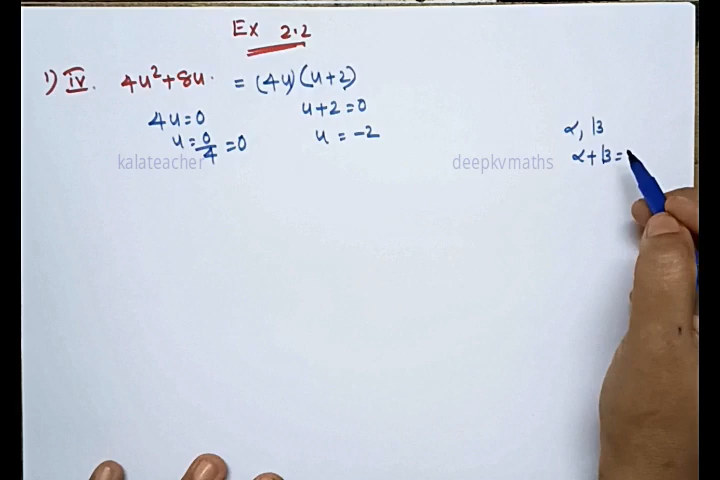 Ex 2.2
1) iv. 4u² + 8u = (4u) (u+2)
4u = 0
u = 0/4 = 0
u + 2 = 0
u = -2
α, β
α + β =
kalateacher
deepkvmaths